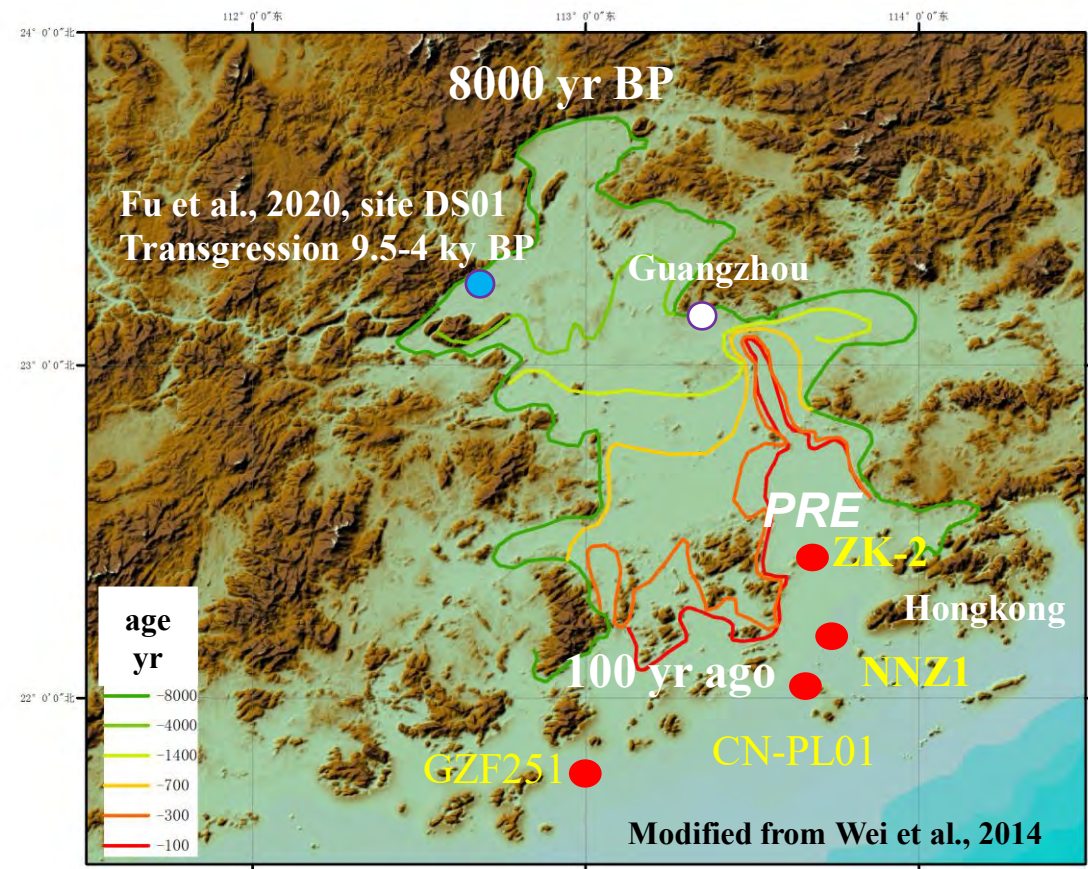 112° 0′0″东
113° 0′0″东
114° 0′0″东
24° 0′0″北
8000 yr BP
Fu et al., 2020, site DS01
Transgression 9.5-4 ky BP
Guangzhou
23° 0′0″北
PRE
ZK-2
Hongkong
NNZ1
100 yr ago
CN-PL01
GZF251
22° 0′0″北
age
yr
-8000
-4000
-1400
-700
-300
-100
Modified from Wei et al., 2014